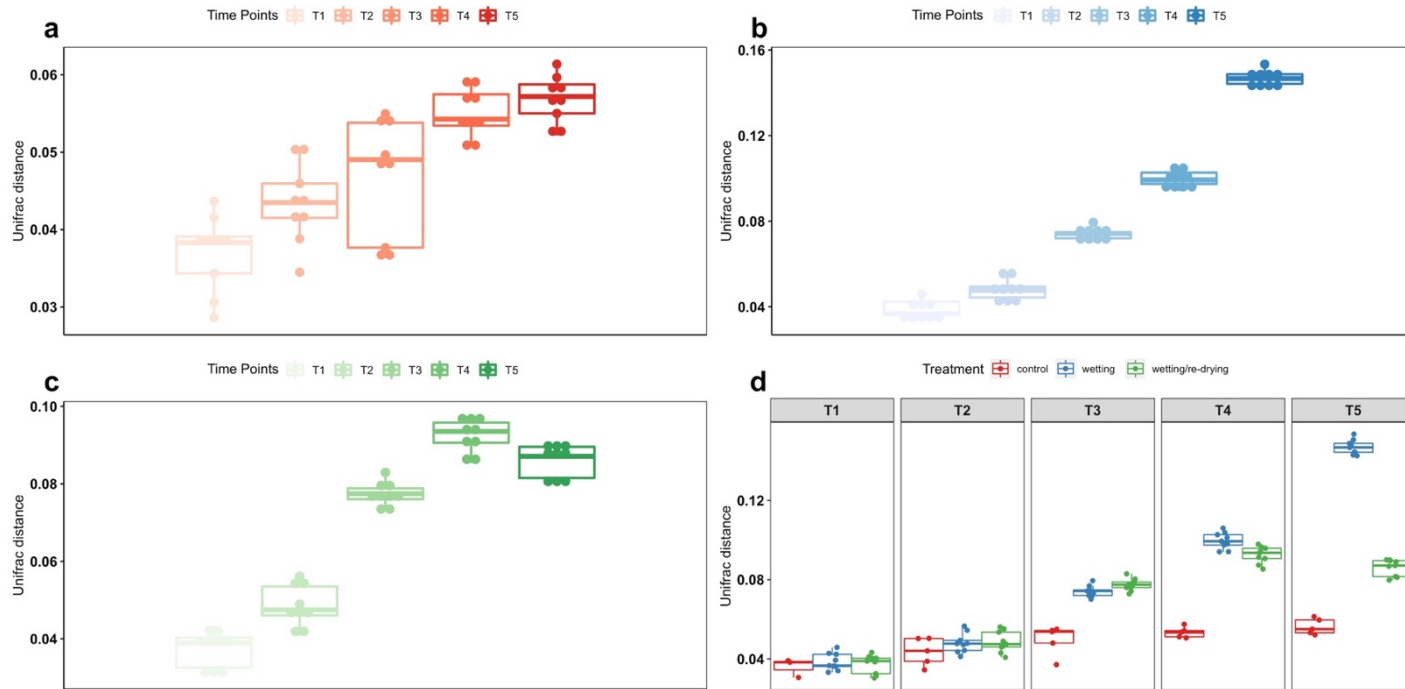 Time Points T1 T2 T3 T4 T5
a
0.06
0.05
0.04
0.03
Unifrac distance
Time Points T1 T2 T3 T4 T5
b
0.16
0.12
0.08
0.04
Unifrac distance
Time Points T1 T2 T3 T4 T5
c
0.10
0.08
0.06
0.04
Unifrac distance
Treatment control wetting wetting/re-drying
d
T1 T2 T3 T4 T5
0.12
0.08
0.04
Unifrac distance